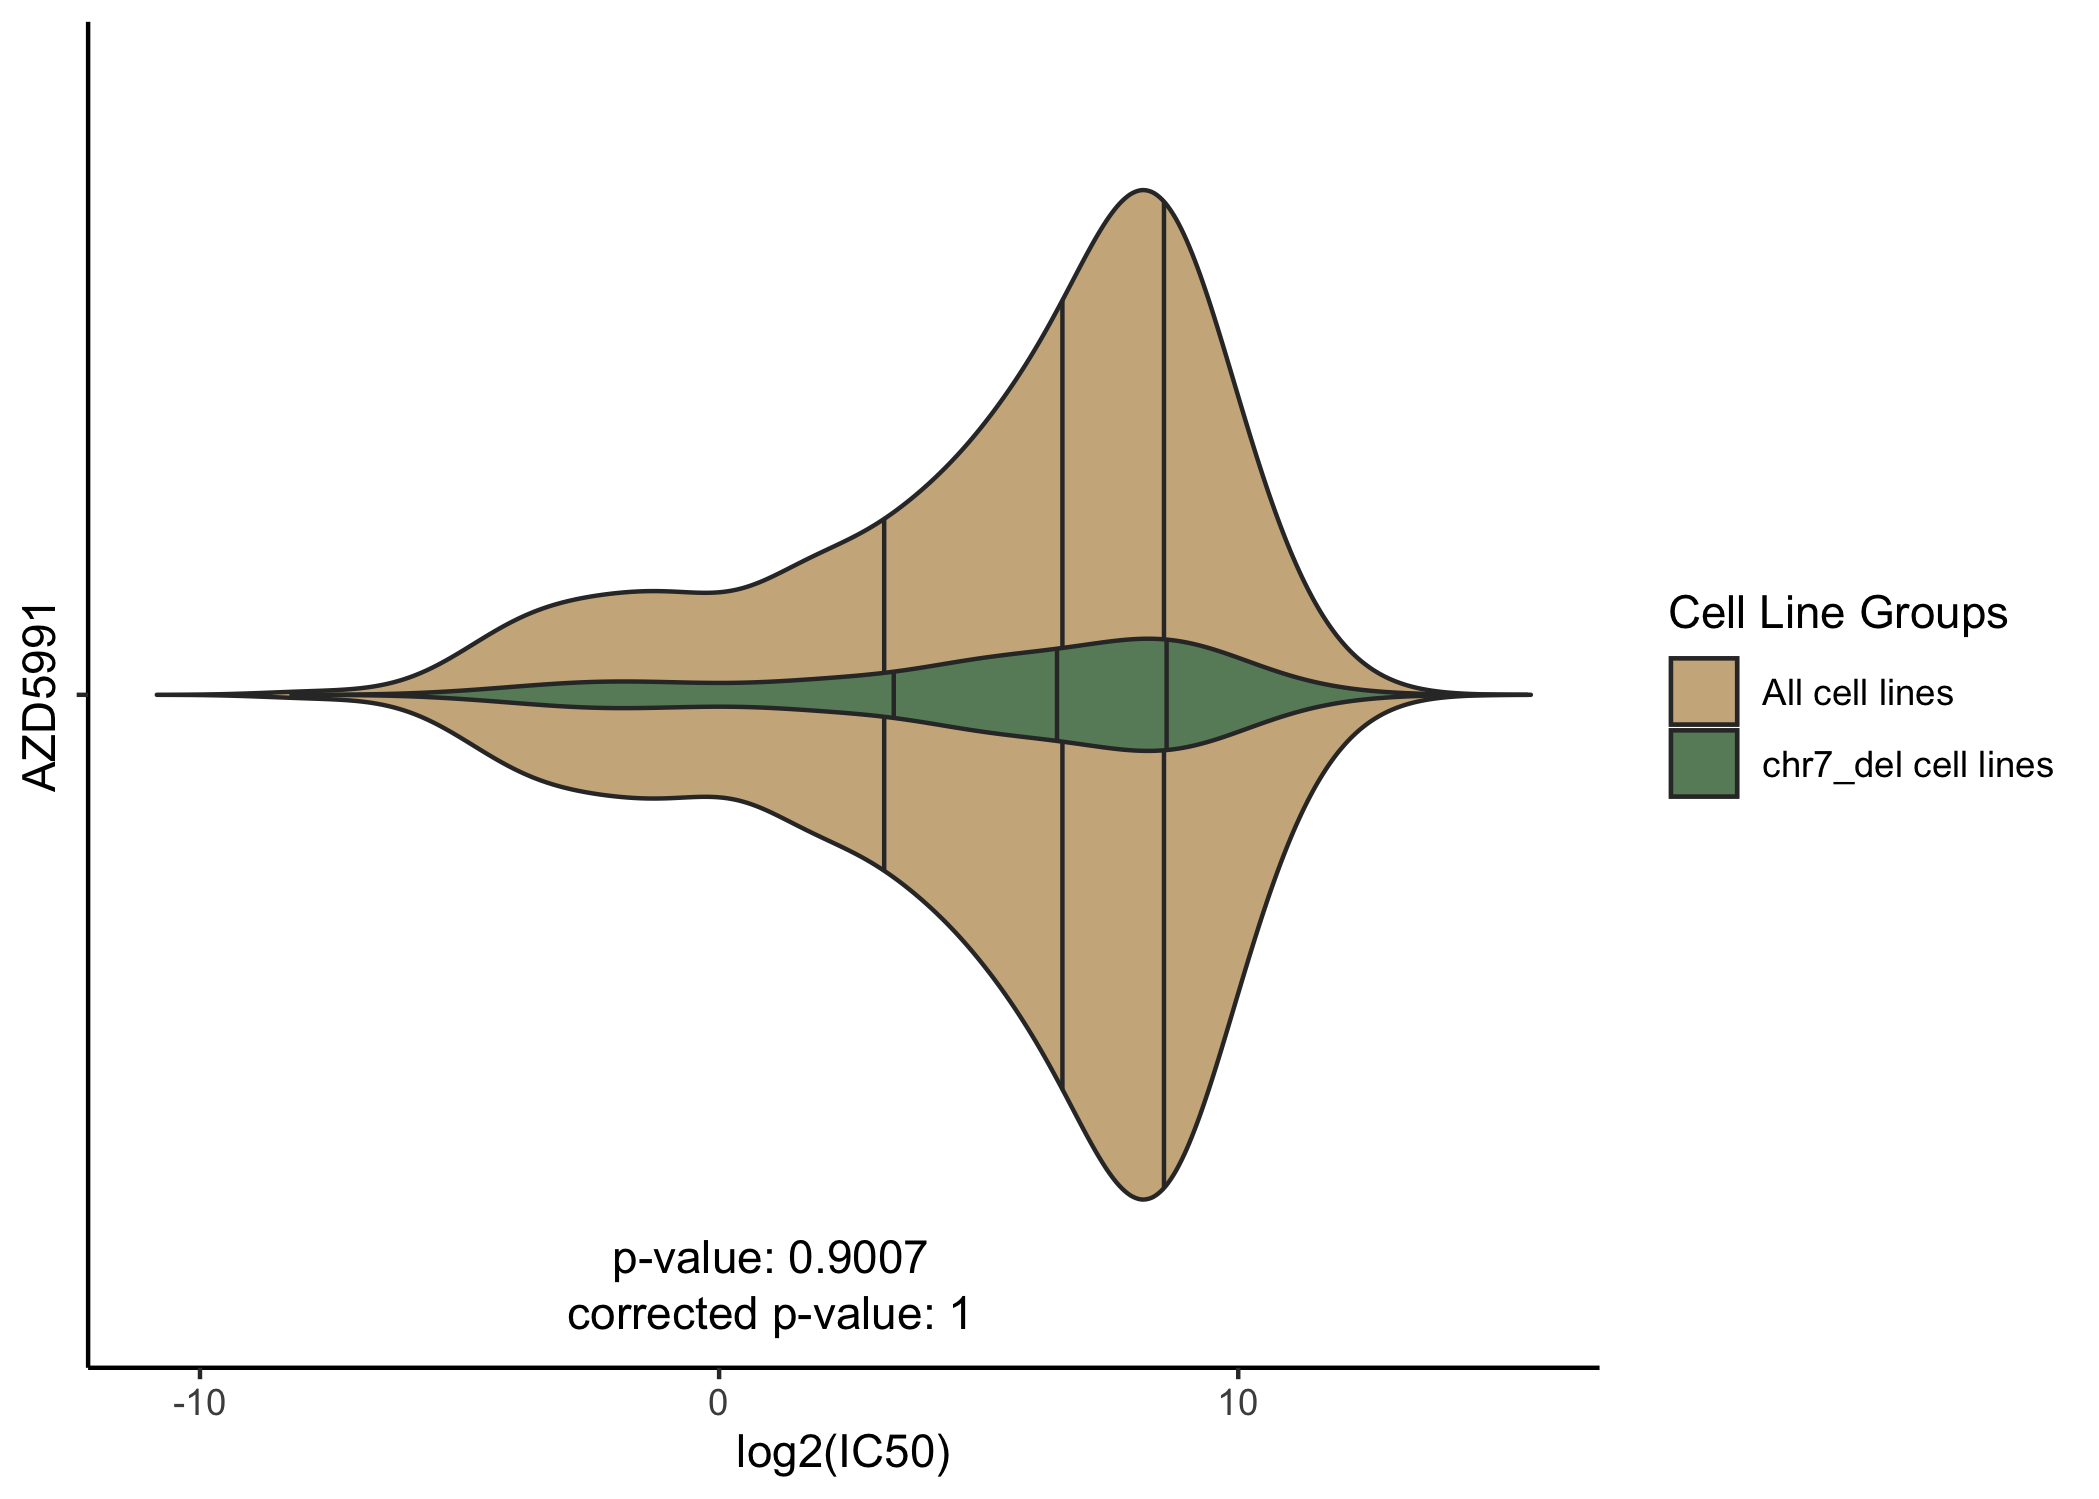 AZD5991
p-value: 0.9007
corrected p-value: 1
-10
0
10
log2(IC50)
Cell Line Groups
All cell lines
chr7_del cell lines